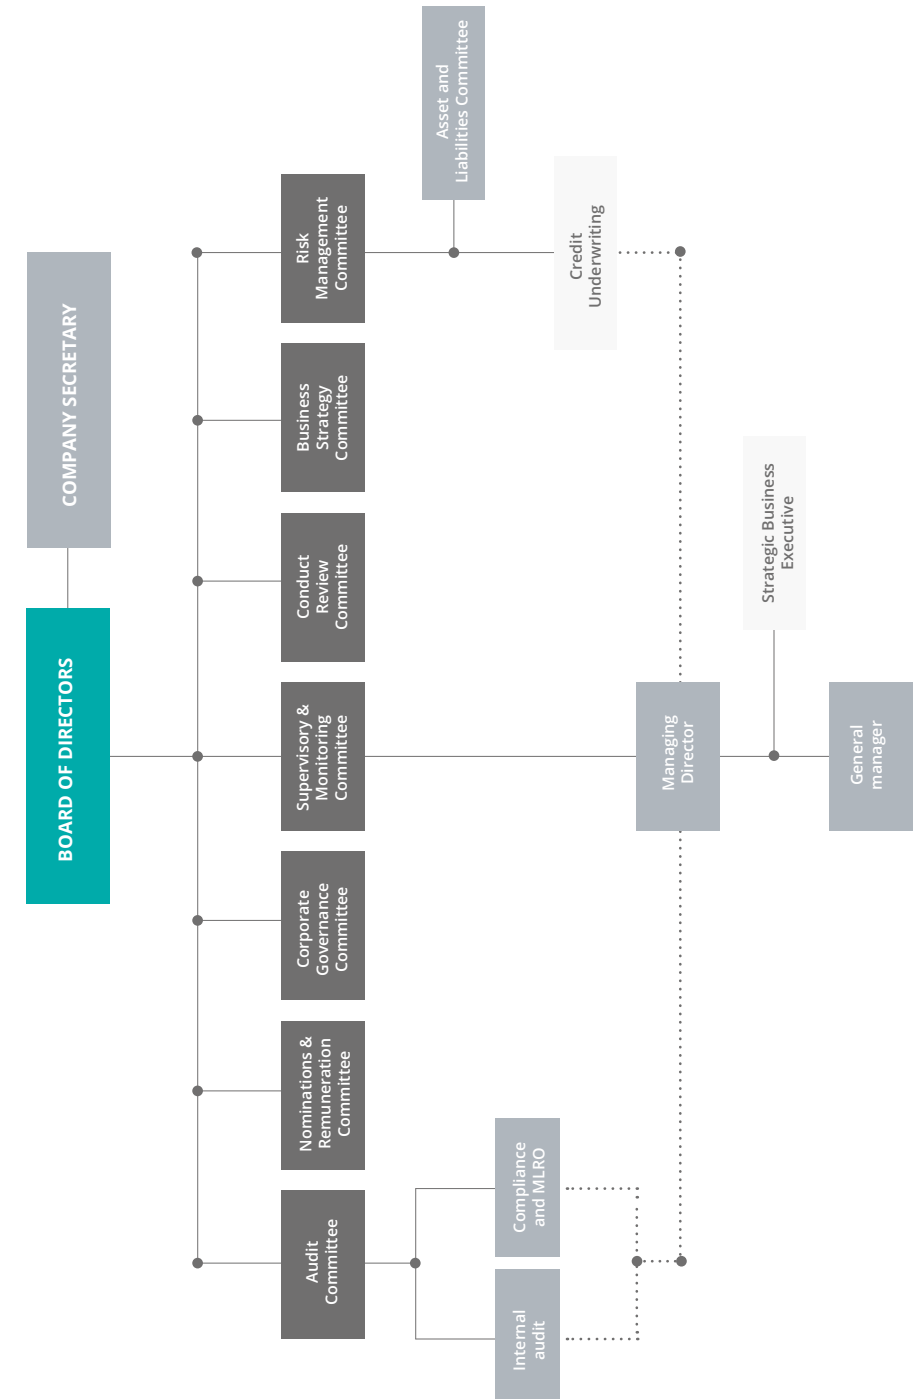 BOARD OF DIRECTORS
COMPANY SECRETARY
Audit
Committee
Nominations &
Remuneration
Committee
Corporate
Governance
Committee
Supervisory &
Monitoring
Committee
Conduct
Review
Committee
Business
Strategy
Committee
Risk
Management
Committee
Asset and
Liabilities Committee
Internal
audit
Compliance
and MLRO
Credit
Underwriting
Managing
Director
Strategic Business
Executive
General
manager